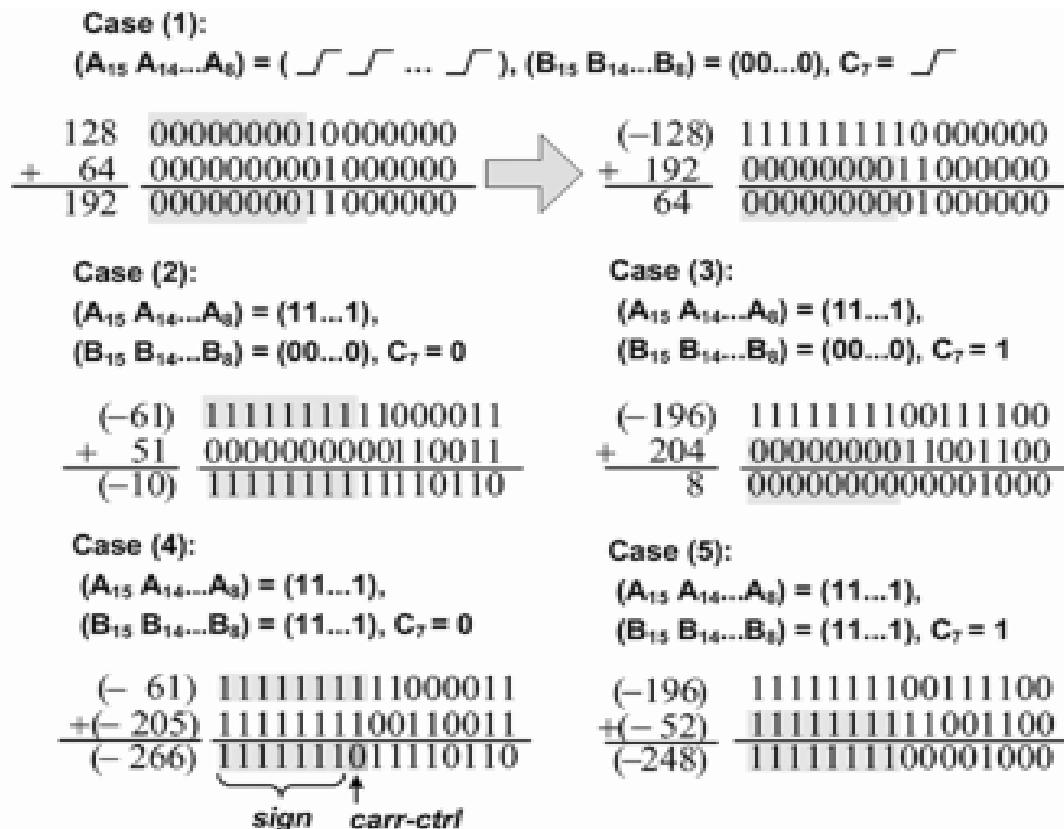 Case (1):
(A₁₅ A₁₄...A₈) = ( ... ), (B₁₅ B₁₄...B₈) = (00...0), C₇ =
128 0000000010000000
+ 64 0000000001000000
192 0000000011000000
(−128) 1111111110000000
+ 192 0000000011000000
64 0000000001000000
Case (2):
(A₁₅ A₁₄...A₈) = (11...1),
(B₁₅ B₁₄...B₈) = (00...0), C₇ = 0
(−61) 1111111111000011
+ 51 0000000000110011
(−10) 1111111111110110
Case (3):
(A₁₅ A₁₄...A₈) = (11...1),
(B₁₅ B₁₄...B₈) = (00...0), C₇ = 1
(−196) 1111111100111100
+ 204 0000000011001100
8 0000000000001000
Case (4):
(A₁₅ A₁₄...A₈) = (11...1),
(B₁₅ B₁₄...B₈) = (11...1), C₇ = 0
(− 61) 1111111111000011
+(− 205) 1111111100110011
(− 266) 1111111011110110
sign carr-ctrl
Case (5):
(A₁₅ A₁₄...A₈) = (11...1),
(B₁₅ B₁₄...B₈) = (11...1), C₇ = 1
(−196) 1111111100111100
+(− 52) 1111111111001100
(−248) 1111111100001000